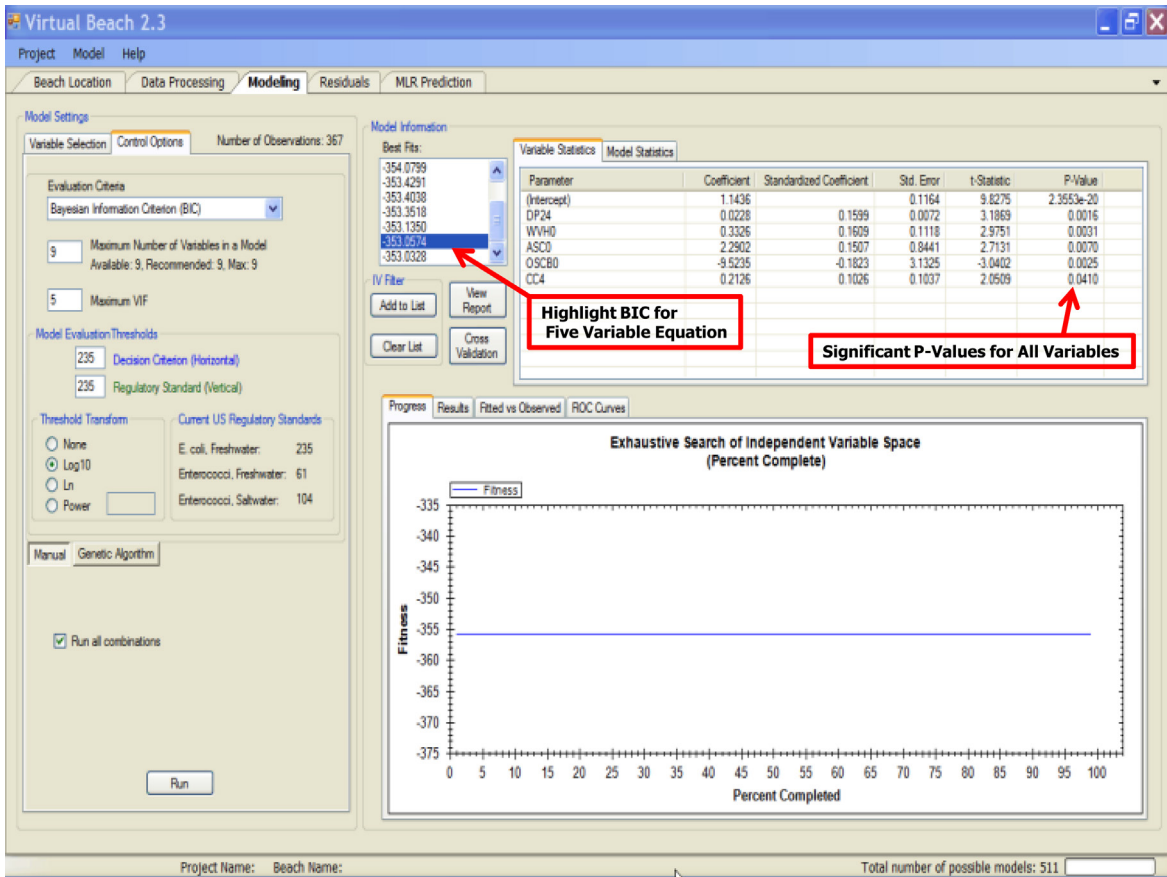 Virtual Beach 2.3
Project Model Help
Beach Location Data Processing Modeling Residuals MLR Prediction
Model Settings
Variable Selection Control Options Number of Observations: 367
Evaluation Criteria
Bayesian Information Criterion (BIC)
9 Maximum Number of Variables in a Model
Available: 9, Recommended: 9, Max: 9
5 Maximum VIF
Model Evaluation Thresholds
235 Decision Criterion (Horizontal)
235 Regulatory Standard (Vertical)
Threshold Transform
None
Log10
Ln
Power
Current US Regulatory Standards
E. coli, Freshwater: 235
Enterococci, Freshwater: 61
Enterococci, Saltwater: 104
Manual Genetic Algorithm
Run all combinations
Run
Model Information
Best Fits:
-354.0799
-353.4291
-353.4038
-353.3518
-353.1350
-353.0574
-353.0328
IV Filter
Add to List
Clear List
View Report
Cross Validation
Variable Statistics Model Statistics
Parameter Coefficient Standardized Coefficient Std. Error t-Statistic P-Value
(Intercept) 1.1436 0.1164 9.8275 2.3553e-20
DP24 0.0228 0.1599 0.0072 3.1869 0.0016
WVH0 0.3326 0.1609 0.1118 2.9751 0.0031
ASC0 2.2902 0.1507 0.8441 2.7131 0.0070
OSCB0 -9.5235 -0.1823 3.1325 -3.0402 0.0025
CC4 0.2126 0.1026 0.1037 2.0509 0.0410
Highlight BIC for
Five Variable Equation
Significant P-Values for All Variables
Progress Results Fitted vs Observed ROC Curves
Exhaustive Search of Independent Variable Space
(Percent Complete)
Fitness
-335
-340
-345
-350
-355
-360
-365
-370
-375
Fitness
0 5 10 15 20 25 30 35 40 45 50 55 60 65 70 75 80 85 90 95 100
Percent Completed
Project Name: Beach Name: Total number of possible models: 511